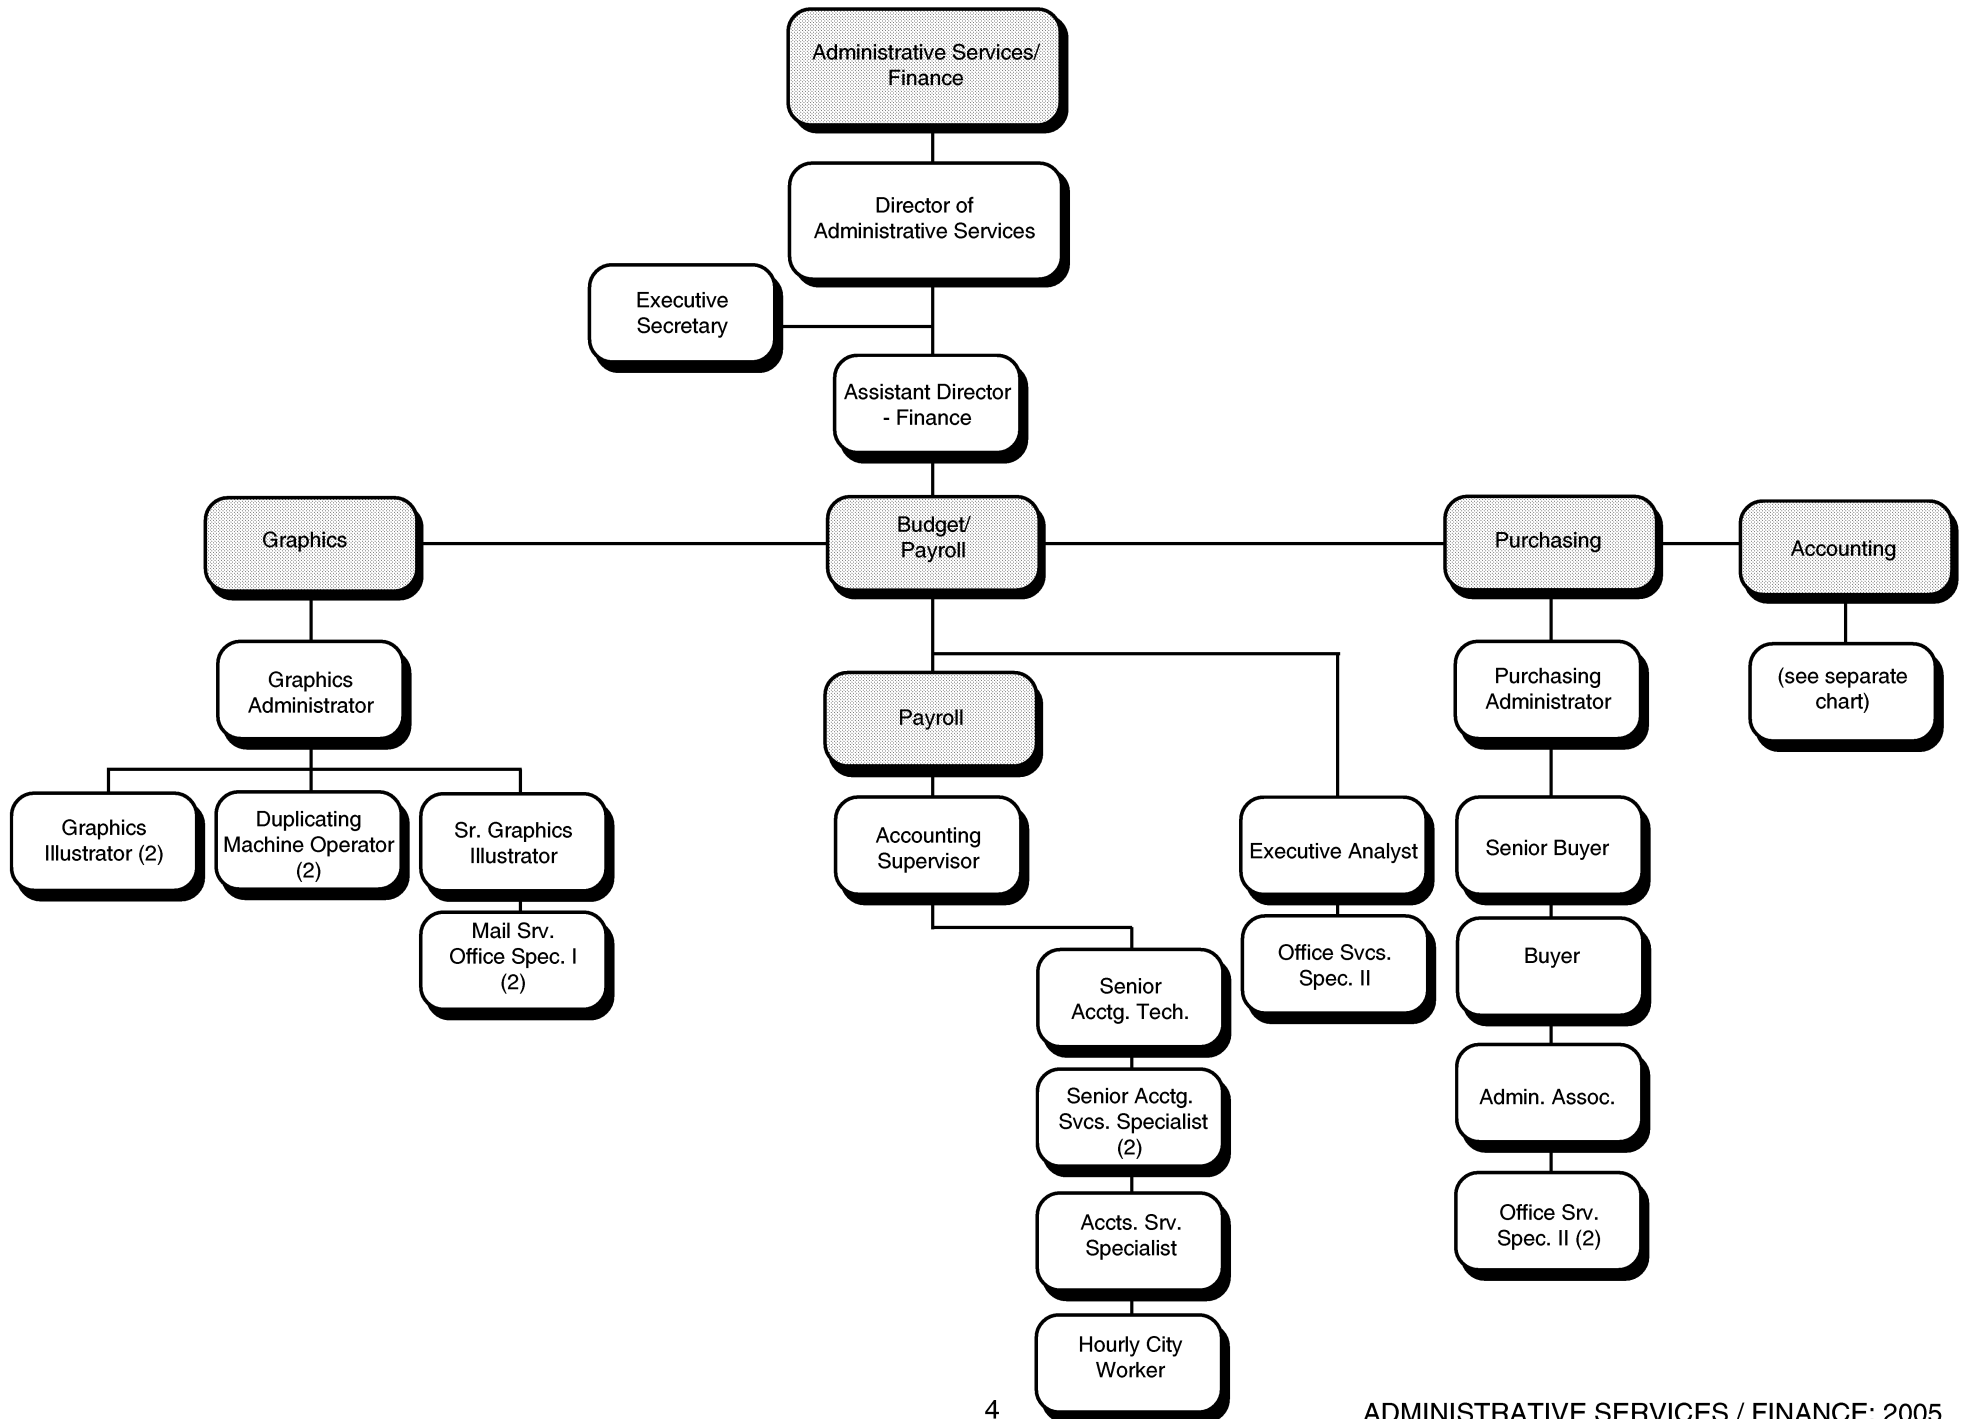 Administrative Services/
Finance
Director of
Administrative Services
Executive
Secretary
Assistant Director
- Finance
Graphics
Budget/
Payroll
Purchasing
Accounting
Graphics
Administrator
Payroll
Purchasing
Administrator
(see separate
chart)
Graphics
Illustrator (2)
Duplicating
Machine Operator
(2)
Sr. Graphics
Illustrator
Mail Srv.
Office Spec. I
(2)
Accounting
Supervisor
Executive Analyst
Senior Buyer
Office Svcs.
Spec. II
Buyer
Senior
Acctg. Tech.
Senior Acctg.
Svcs. Specialist
(2)
Admin. Assoc.
Accts. Srv.
Specialist
Office Srv.
Spec. II (2)
Hourly City
Worker
4
ADMINISTRATIVE SERVICES / FINANCE: 2005